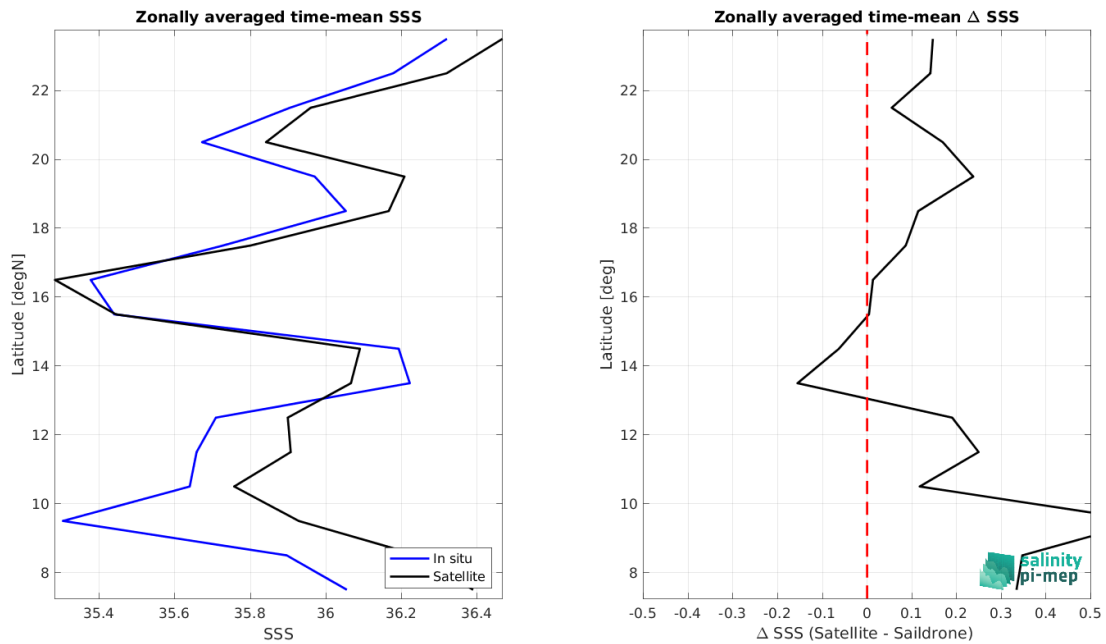 Zonally averaged time-mean SSS
Latitude [degN]
22
20
18
16
14
12
10
8
35.4 35.6 35.8 36 36.2 36.4
SSS
In situ
Satellite
Zonally averaged time-mean Δ SSS
Latitude [deg]
22
20
18
16
14
12
10
8
-0.5 -0.4 -0.3 -0.2 -0.1 0 0.1 0.2 0.3 0.4 0.5
Δ SSS (Satellite - Saildrone)
salinity
pi-mep